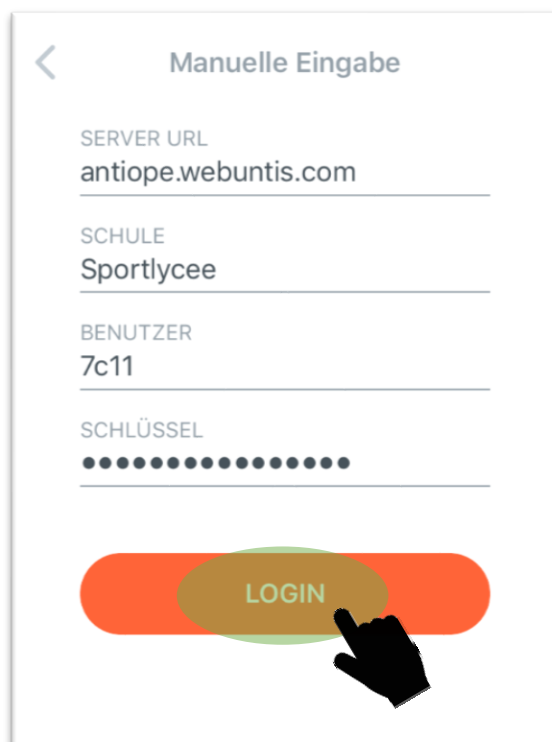 Manuelle Eingabe
SERVER URL
antiope.webuntis.com
SCHULE
Sportlycee
BENUTZER
7c11
SCHLÜSSEL
••••••••••••••••
LOGIN